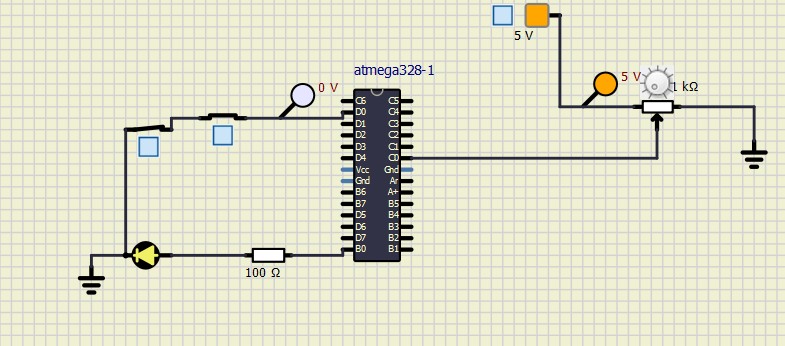 5 V
atmega328-1
0 V
5 V
1 kΩ
C6 C5
D0 C4
D1 C3
D2 C2
D3 C1
D4 C0
Vcc Gnd
Gnd Ar
B6 A+
B7 B5
D5 B4
D6 B3
D7 B2
B0 B1
100 Ω